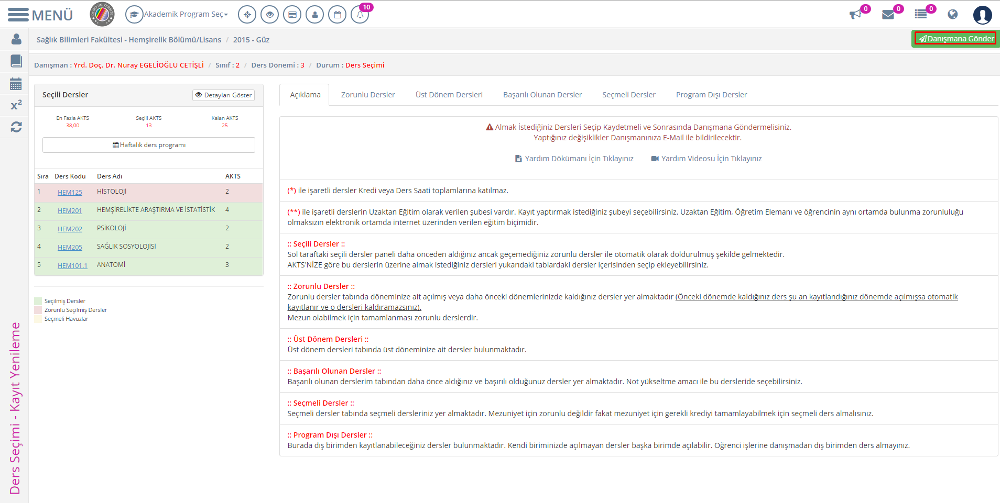 MENÜ
DEMO ÜNİVERSİTE
Akademik Program Seç
10
0
0
0
Sağlık Bilimleri Fakültesi - Hemşirelik Bölümü/Lisans / 2015 - Güz
Danışmana Gönder
Danışman : Yrd. Doç. Dr. Nuray EGELİOĞLU CETİŞLİ / Sınıf : 2 / Ders Dönemi : 3 / Durum : Ders Seçimi
x²
Ders Seçimi - Kayıt Yenileme
Seçili Dersler
Detayları Göster
En Fazla AKTS Seçili AKTS Kalan AKTS
38,00 13 25
Haftalık ders programı
Sıra Ders Kodu Ders Adı AKTS
1 HEM125 HİSTOLOJİ 2
2 HEM201 HEMŞİRELİKTE ARAŞTIRMA VE İSTATİSTİK 4
3 HEM202 PSİKOLOJİ 2
4 HEM205 SAĞLIK SOSYOLOJİSİ 2
5 HEM101.1 ANATOMİ 3
Seçilmiş Dersler
Zorunlu Seçilmiş Dersler
Seçmeli Havuzlar
Açıklama Zorunlu Dersler Üst Dönem Dersleri Başarılı Olunan Dersler Seçmeli Dersler Program Dışı Dersler
Almak İstediğiniz Dersleri Seçip Kaydetmeli ve Sonrasında Danışmana Göndermelisiniz.
Yaptığınız değişiklikler Danışmanınıza E-Mail ile bildirilecektir.
Yardım Dökümanı İçin Tıklayınız Yardım Videosu İçin Tıklayınız
(*) ile işaretli dersler Kredi veya Ders Saati toplamlarına katılmaz.
(**) ile işaretli derslerin Uzaktan Eğitim olarak verilen şubesi vardır. Kayıt yaptırmak istediğiniz şubeyi seçebilirsiniz. Uzaktan Eğitim, Öğretim Elemanı ve öğrencinin aynı ortamda bulunma zorunluluğu
olmaksızın elektronik ortamda internet üzerinden verilen eğitim biçimidir.
:: Seçili Dersler ::
Sol taraftaki seçili dersler paneli daha önceden aldığınız ancak geçemediğiniz zorunlu dersler ile otomatik olarak doldurulmuş şekilde gelmektedir.
AKTS'NİZE göre bu derslerin üzerine almak istediğiniz dersleri yukarıdaki tablardaki dersler içerisinden seçip ekleyebilirsiniz.
:: Zorunlu Dersler ::
Zorunlu dersler tabında döneminize ait açılmış veya daha önceki dönemlerinizde kaldığınız dersler yer almaktadır (Önceki dönemde kaldığınız ders şu an kayıtlandığınız dönemde açılmışsa otomatik
kayıtlanır ve o dersleri kaldıramazsınız).
Mezun olabilmek için tamamlanması zorunlu derslerdir.
:: Üst Dönem Dersleri ::
Üst dönem dersleri tabında üst döneminize ait dersler bulunmaktadır.
:: Başarılı Olunan Dersler ::
Başarılı olunan derslerim tabından daha önce aldığınız ve başırılı olduğunuz dersler yer almaktadır. Not yükseltme amacı ile bu dersleride seçebilirsiniz.
:: Seçmeli Dersler ::
Seçmeli dersler tabında seçmeli dersleriniz yer almaktadır. Mezuniyet için zorunlu değildir fakat mezuniyet için gerekli krediyi tamamlayabilmek için seçmeli ders almalısınız.
:: Program Dışı Dersler ::
Burada dış birimden kayıtlanabileceğiniz dersler bulunmaktadır. Kendi biriminizde açılmayan dersler başka birimde açılabilir. Öğrenci işlerine danışmadan dış birimden ders almayınız.